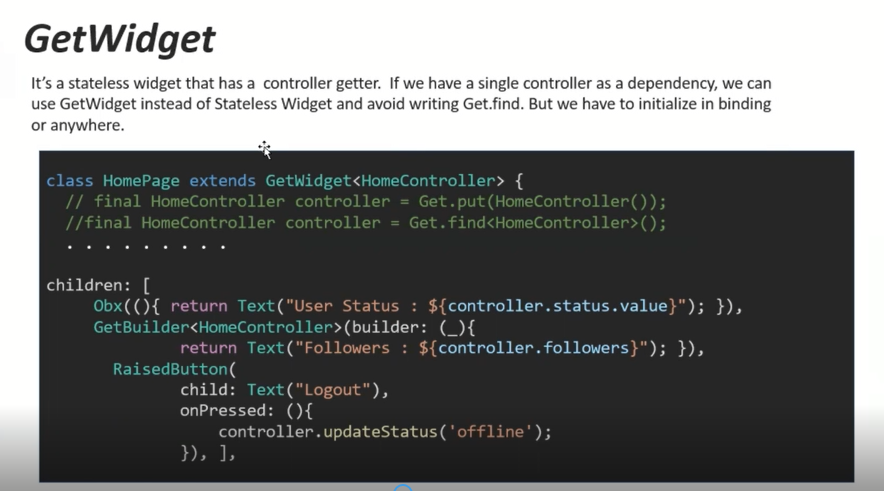 GetWidget
It's a stateless widget that has a controller getter. If we have a single controller as a dependency, we can
use GetWidget instead of Stateless Widget and avoid writing Get.find. But we have to initialize in binding
or anywhere.
class HomePage extends GetWidget<HomeController> {
// final HomeController controller = Get.put(HomeController());
//final HomeController controller = Get.find<HomeController>();
. . . . . . . . .
children: [
Obx((){ return Text("User Status : ${controller.status.value}"); }),
GetBuilder<HomeController>(builder: (_){
return Text("Followers : ${controller.followers}"); }),
RaisedButton(
child: Text("Logout"),
onPressed: (){
controller.updateStatus('offline');
}), ],